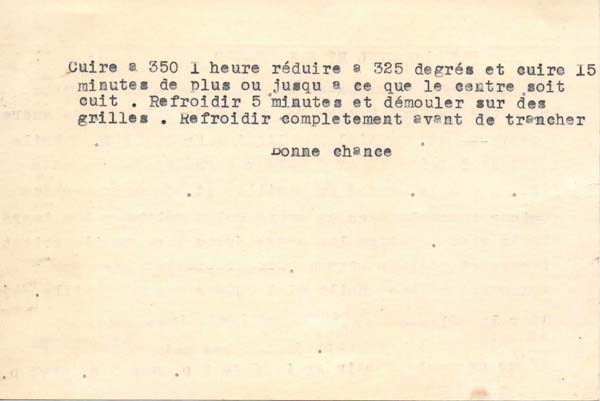 Cuire a 350 I heure réduire a 325 degrés et cuire 15
minutes de plus ou jusqu a ce que le centre soit
cuit . Refroidir 5 minutes et démouler sur des
grilles . Refroidir completement avant de trancher
Bonne chance